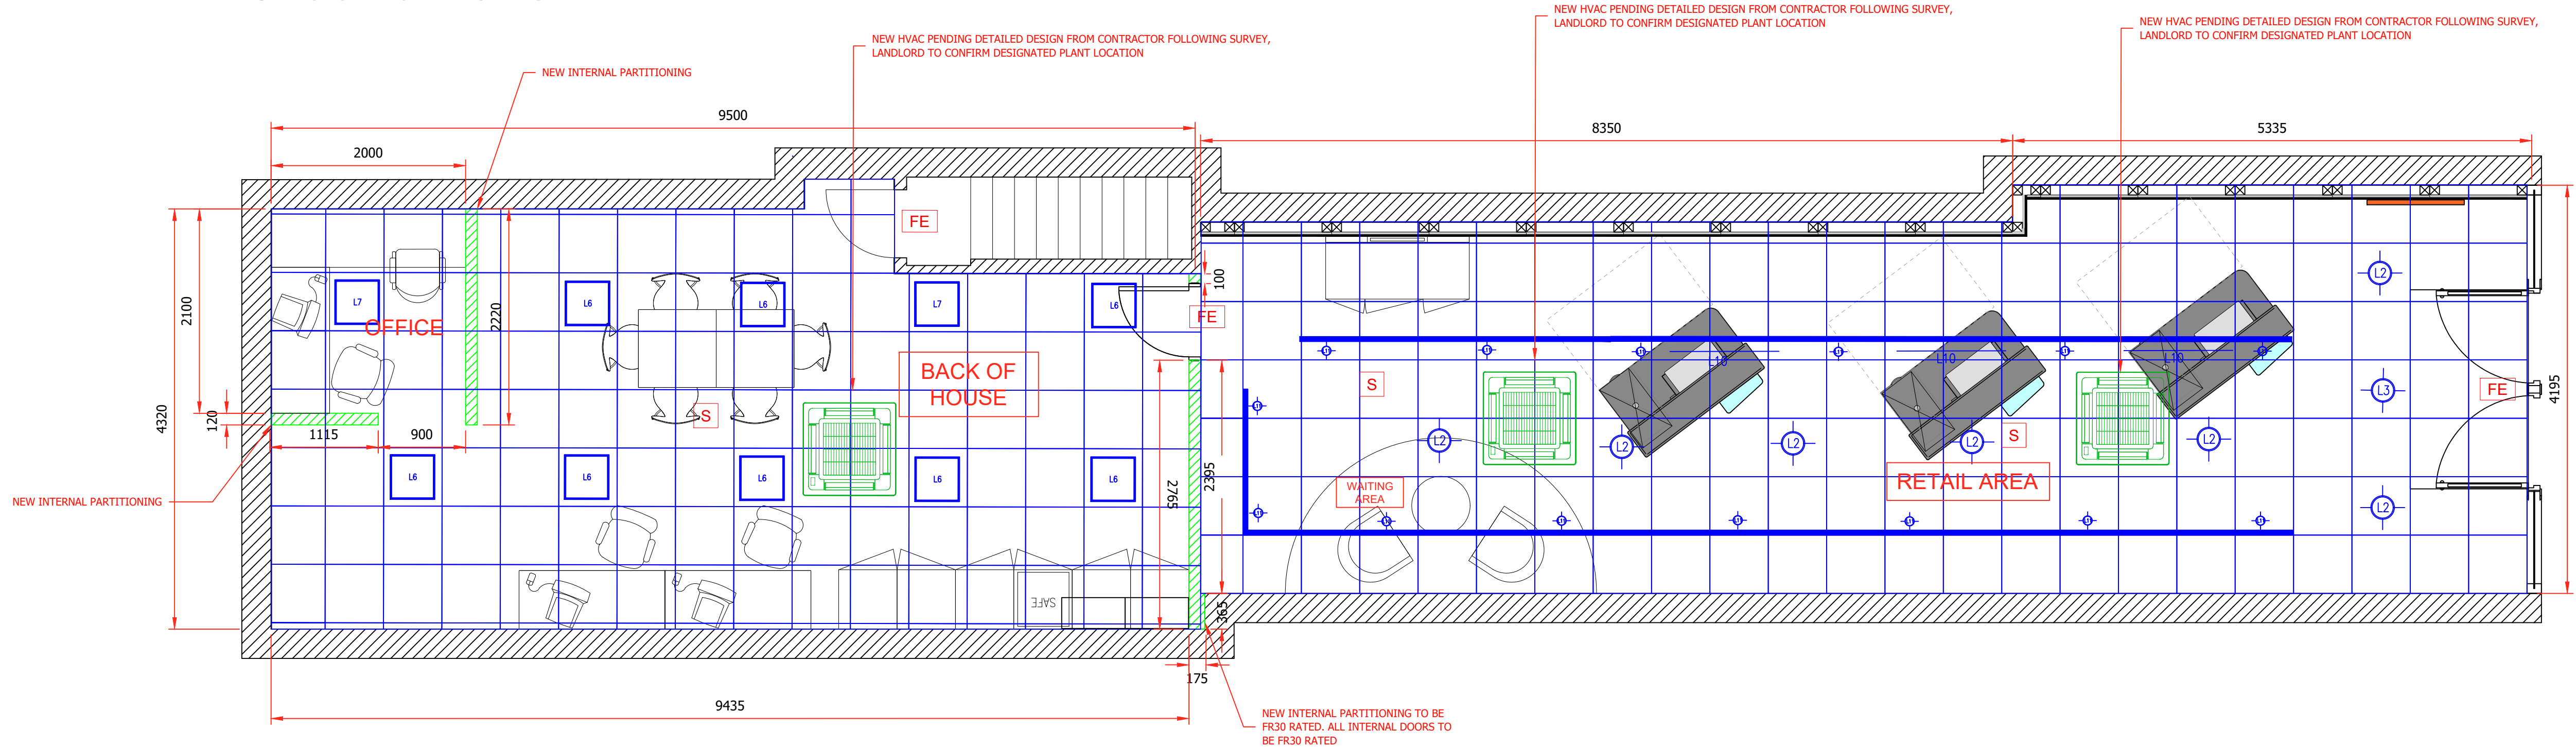 NEW HVAC PENDING DETAILED DESIGN FROM CONTRACTOR FOLLOWING SURVEY,
LANDLORD TO CONFIRM DESIGNATED PLANT LOCATION
NEW HVAC PENDING DETAILED DESIGN FROM CONTRACTOR FOLLOWING SURVEY,
LANDLORD TO CONFIRM DESIGNATED PLANT LOCATION
NEW HVAC PENDING DETAILED DESIGN FROM CONTRACTOR FOLLOWING SURVEY,
LANDLORD TO CONFIRM DESIGNATED PLANT LOCATION
NEW INTERNAL PARTITIONING
9500
8350
5335
2000
FE
100
L2
L7
L6
L6
L7
L6
OFFICE
2100
2220
FE
L10
L10
BACK OF
HOUSE
S
S
L3
FE
4195
4320
120
1115
900
S
L2
L2
L2
L2
S
L2
L6
L6
L6
L6
L6
2765
2395
WAITING
AREA
RETAIL AREA
L2
NEW INTERNAL PARTITIONING
SAFE
365
175
9435
NEW INTERNAL PARTITIONING TO BE
FR30 RATED. ALL INTERNAL DOORS TO
BE FR30 RATED